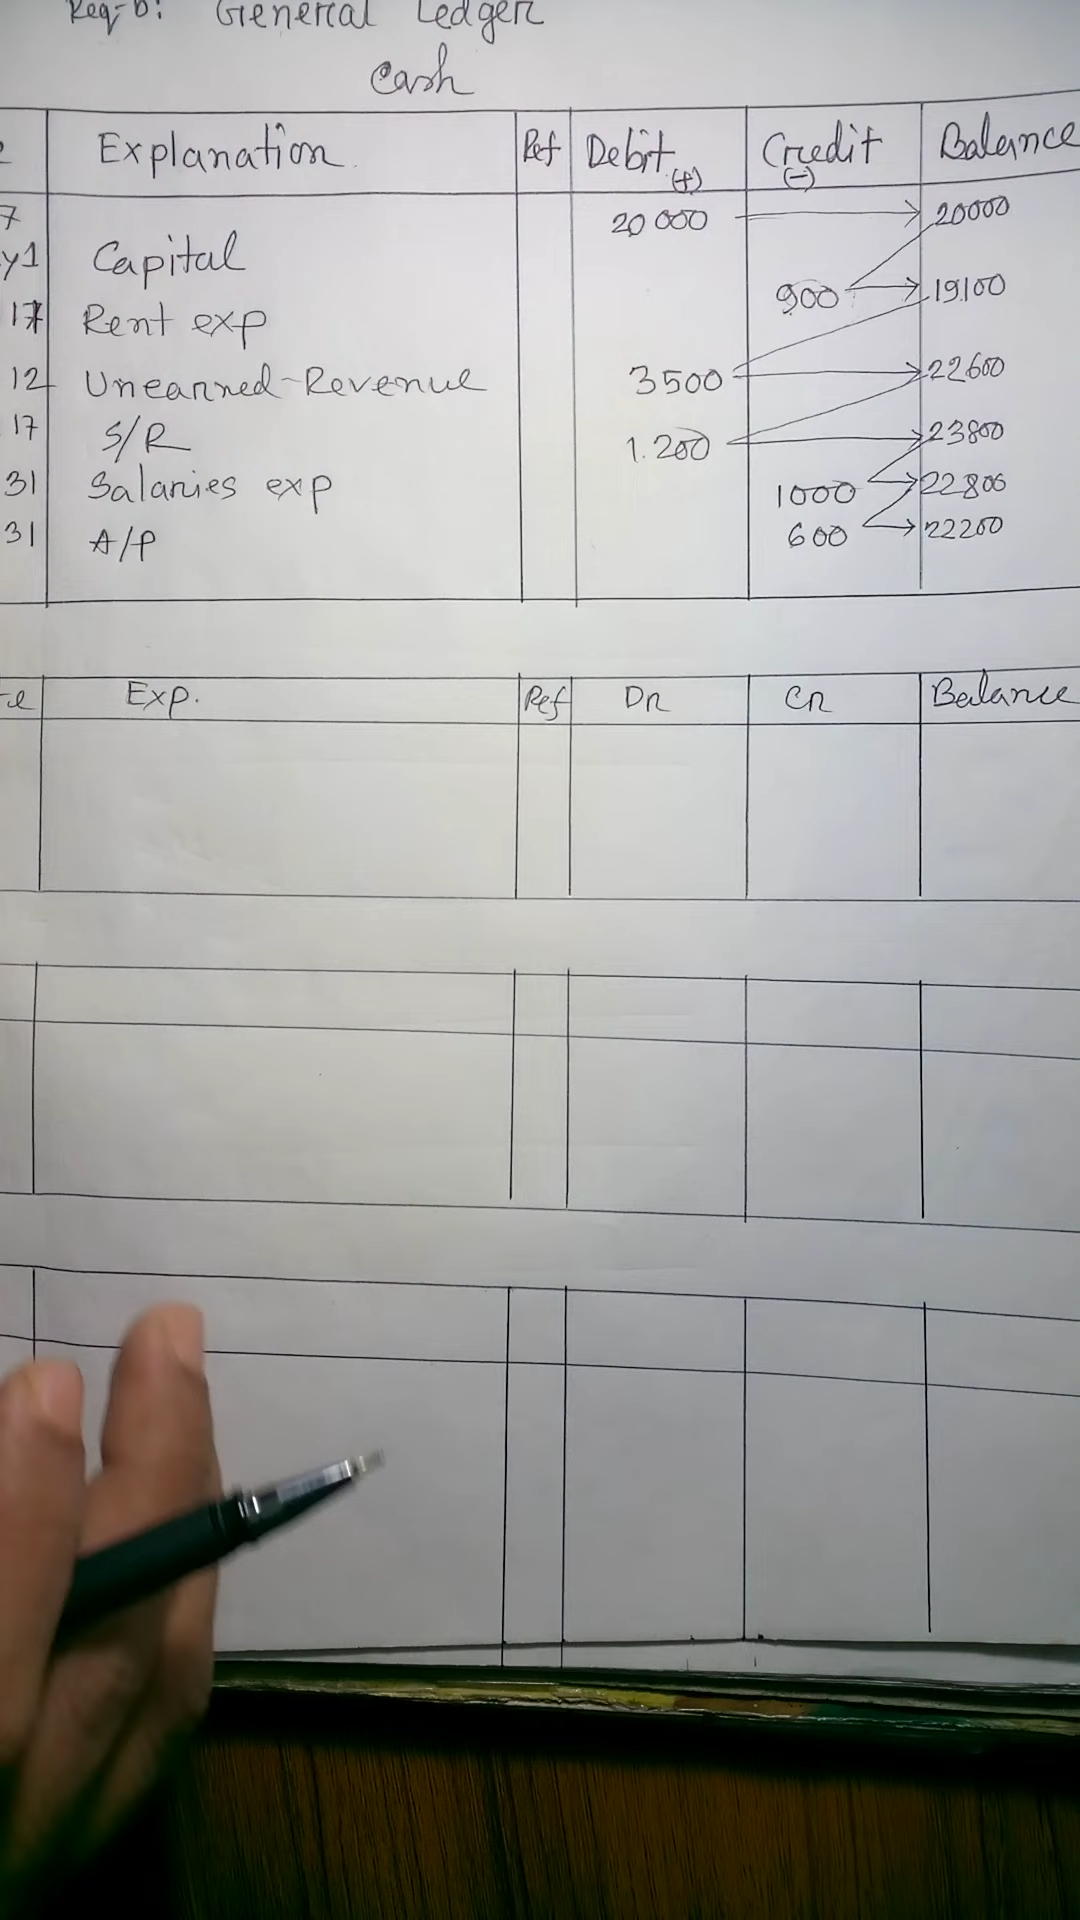 Req-b: General Ledger
Cash
Explanation Ref Debit (+) Credit (-) Balance
7 20000 20000
y1 Capital
900 19100
17 Rent exp
12 Unearned-Revenue 3500 22600
17 S/R 1.200 23800
31 Salaries exp 1000 22800
31 A/P 600 22200
Exp. Ref Dr Cr Balance